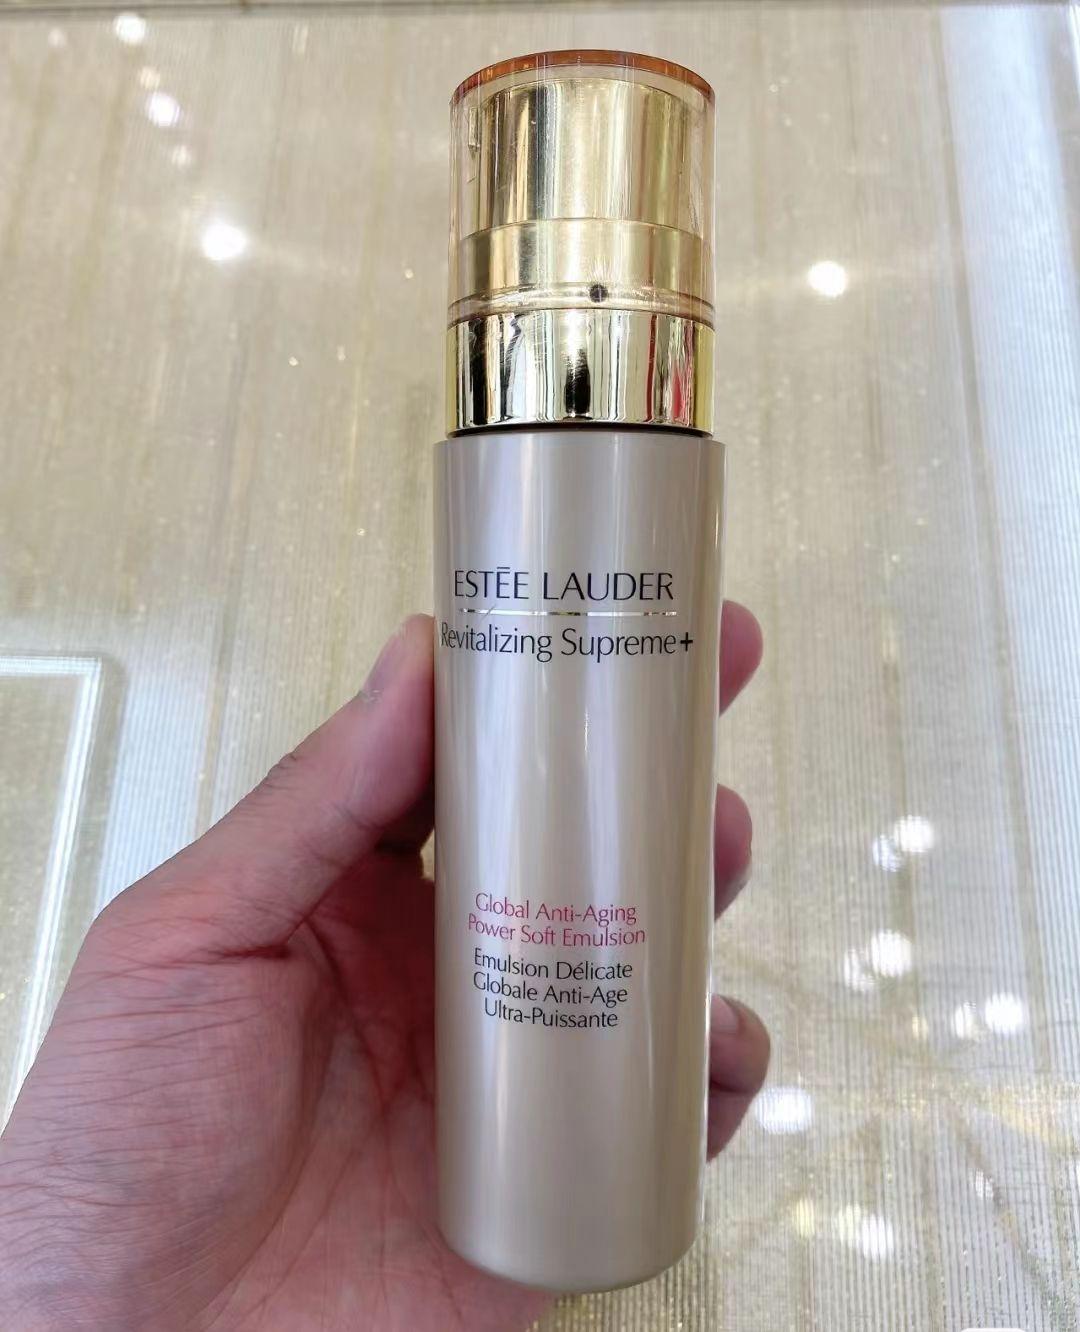 ESTĒE LAUDER
Revitalizing Supreme+
Global Anti-Aging
Power Soft Emulsion
Emulsion Délicate
Globale Anti-Age
Ultra-Puissante